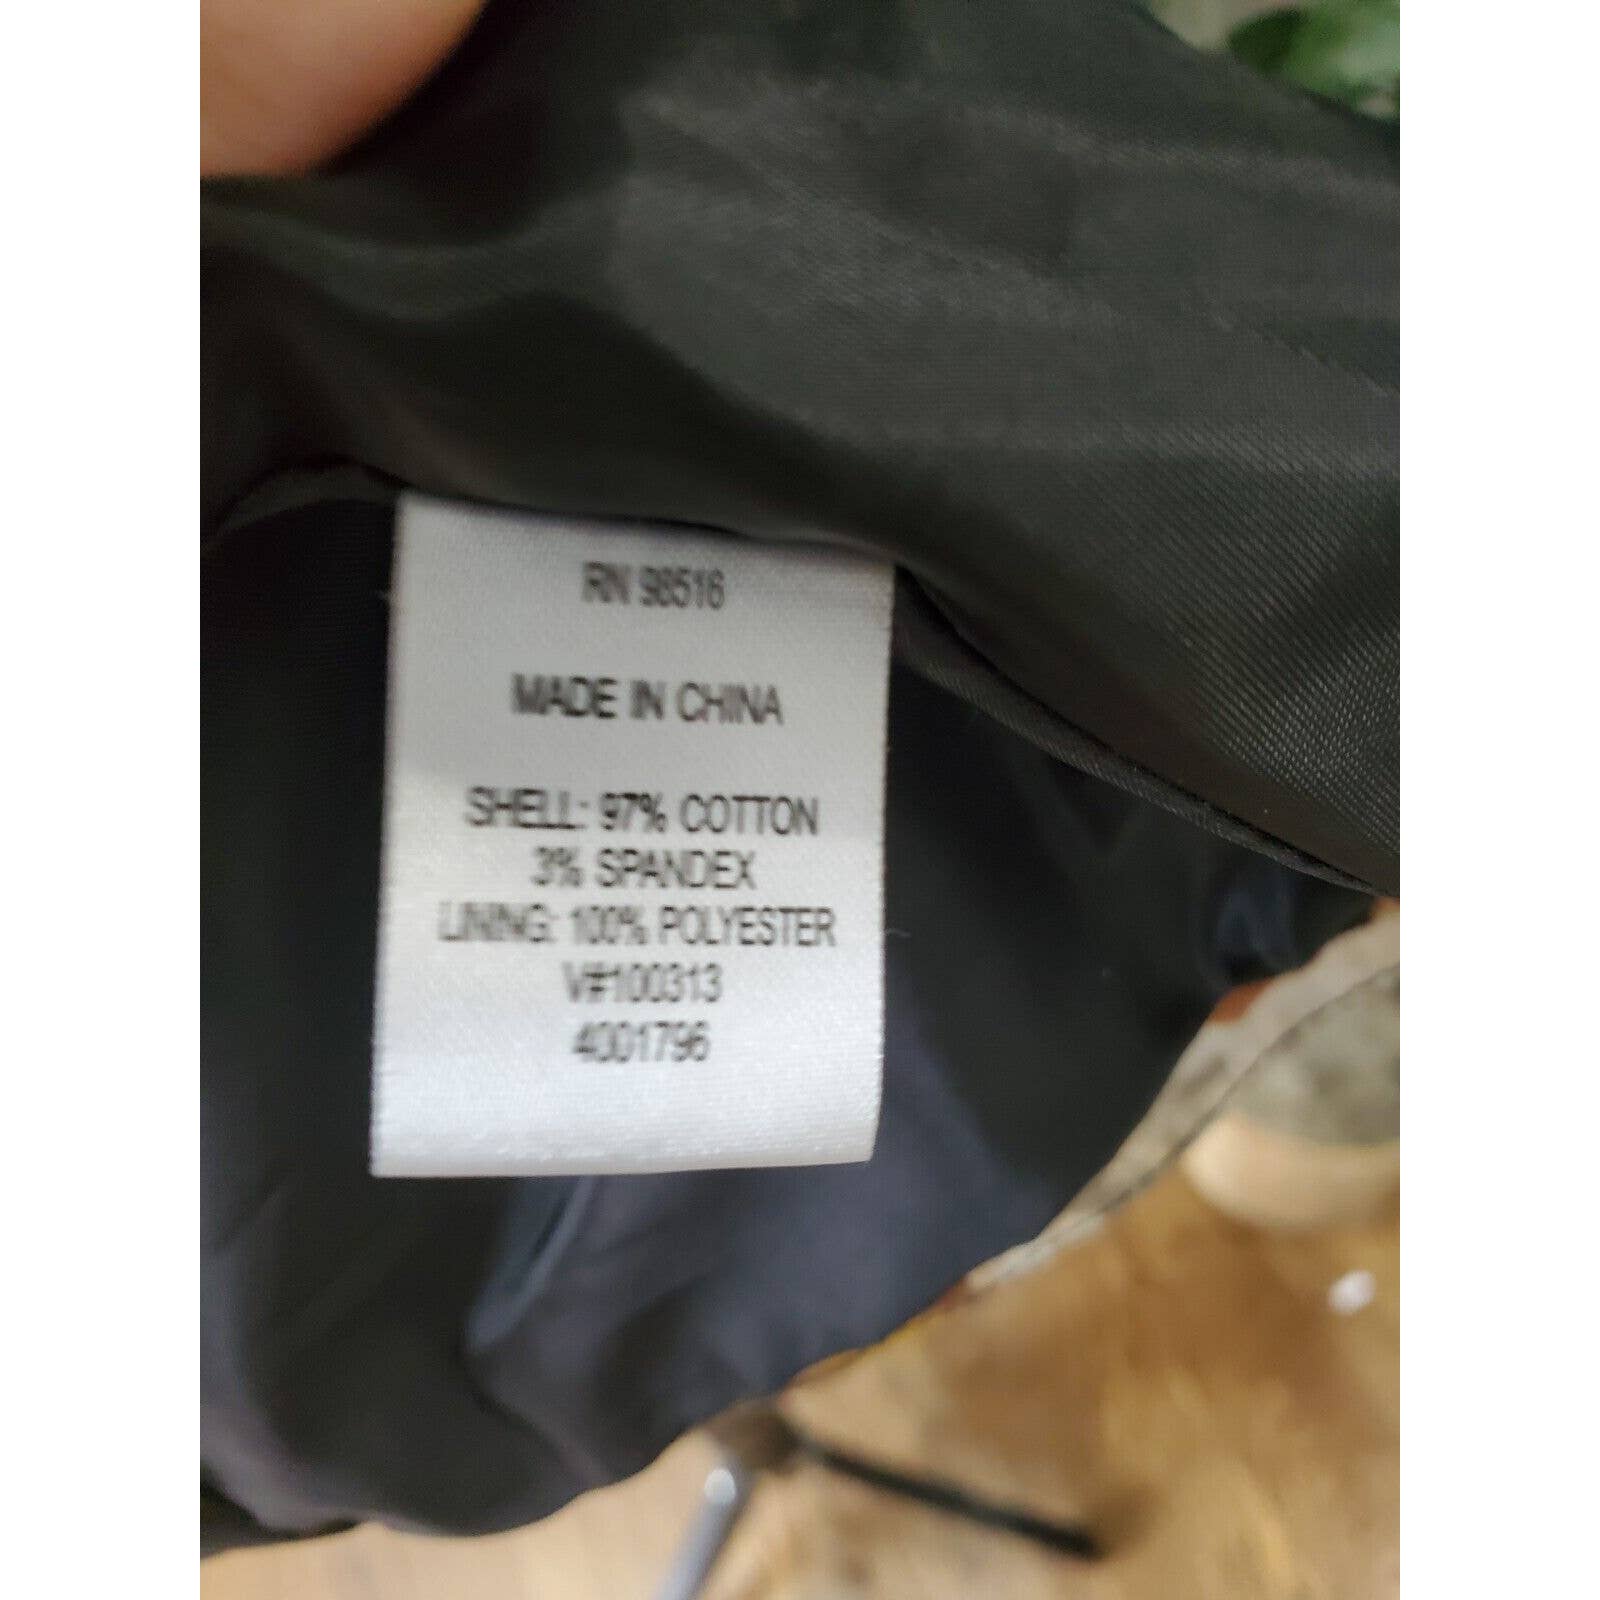 RN 98516
MADE IN CHINA
SHELL: 97% COTTON
3% SPANDEX
LINING: 100% POLYESTER
V#100313
4001796